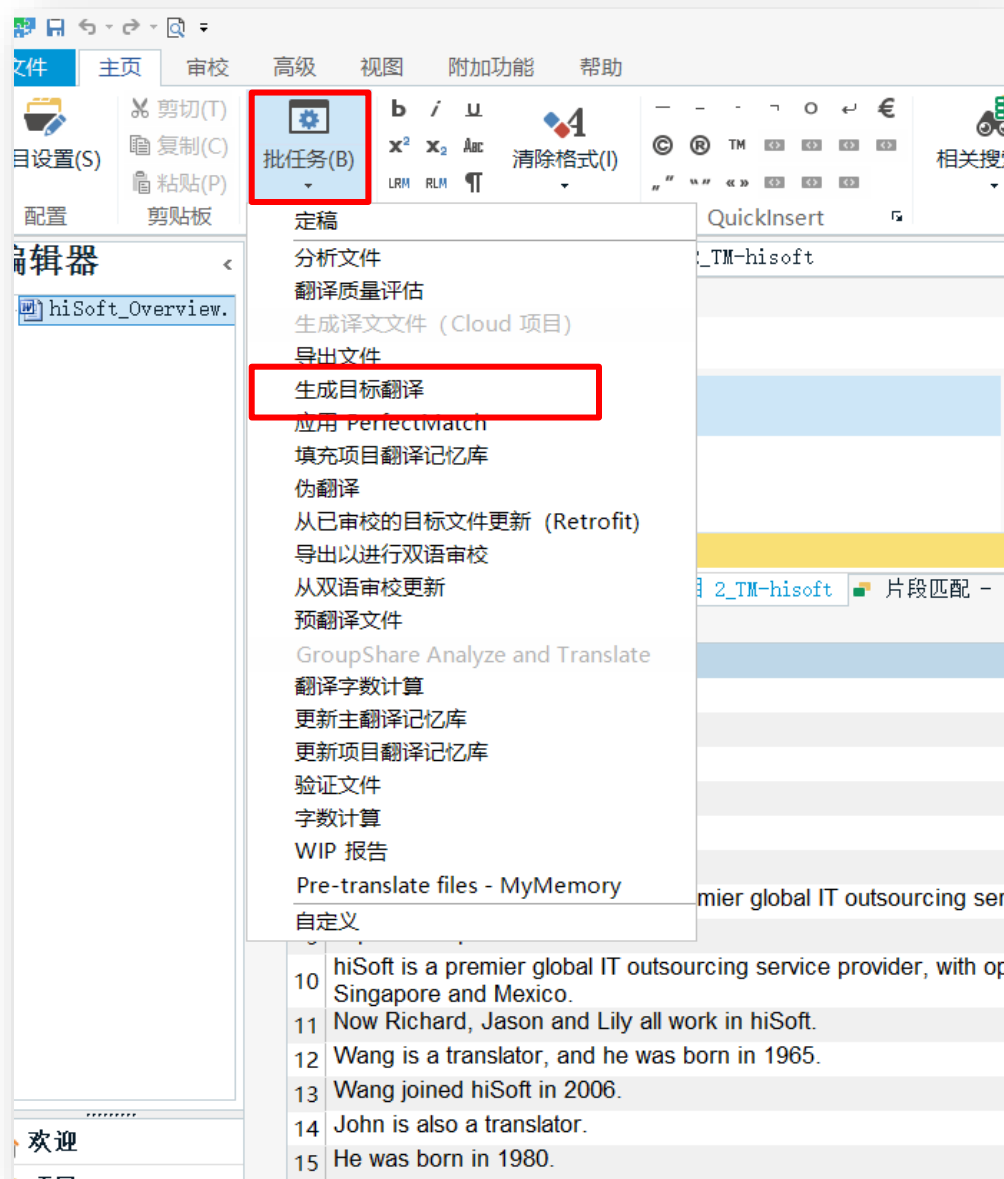 文件 主页 审校 高级 视图 附加功能 帮助
剪切(T)
复制(C)
粘贴(P)
目设置(S)
批任务(B)
b i u
x² x₂ ABC
LRM RLM ¶
清除格式(I)
— – - ¬ o ↵ €
© ® TM
„ " "" « »
相关搜索
配置 剪贴板 QuickInsert
编辑器
hiSoft_Overview.
定稿
分析文件
翻译质量评估
生成译文文件 (Cloud 项目)
导出文件
生成目标翻译
应用 PerfectMatch
填充项目翻译记忆库
伪翻译
从已审校的目标文件更新 (Retrofit)
导出以进行双语审校
从双语审校更新
预翻译文件
GroupShare Analyze and Translate
翻译字数计算
更新主翻译记忆库
更新项目翻译记忆库
验证文件
字数计算
WIP 报告
Pre-translate files - MyMemory
自定义
_TM-hisoft
2_TM-hisoft 片段匹配 -
mier global IT outsourcing ser
10 hiSoft is a premier global IT outsourcing service provider, with op
Singapore and Mexico.
11 Now Richard, Jason and Lily all work in hiSoft.
12 Wang is a translator, and he was born in 1965.
13 Wang joined hiSoft in 2006.
14 John is also a translator.
15 He was born in 1980.
欢迎